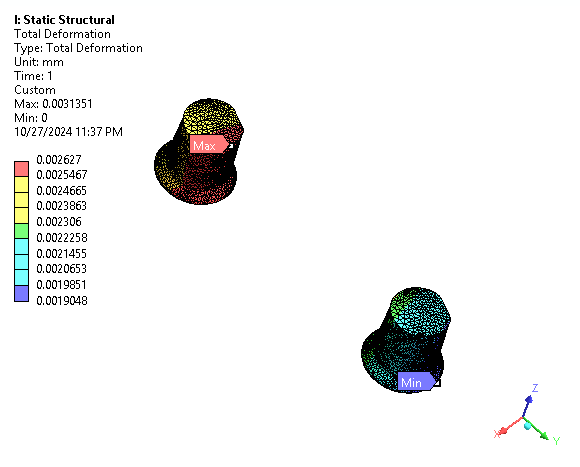 I: Static Structural
Total Deformation
Type: Total Deformation
Unit: mm
Time: 1
Custom
Max: 0.0031351
Min: 0
10/27/2024 11:37 PM
Max
0.002627
0.0025467
0.0024665
0.0023863
0.002306
0.0022258
0.0021455
0.0020653
0.0019851
0.0019048
Min
Z
X
Y